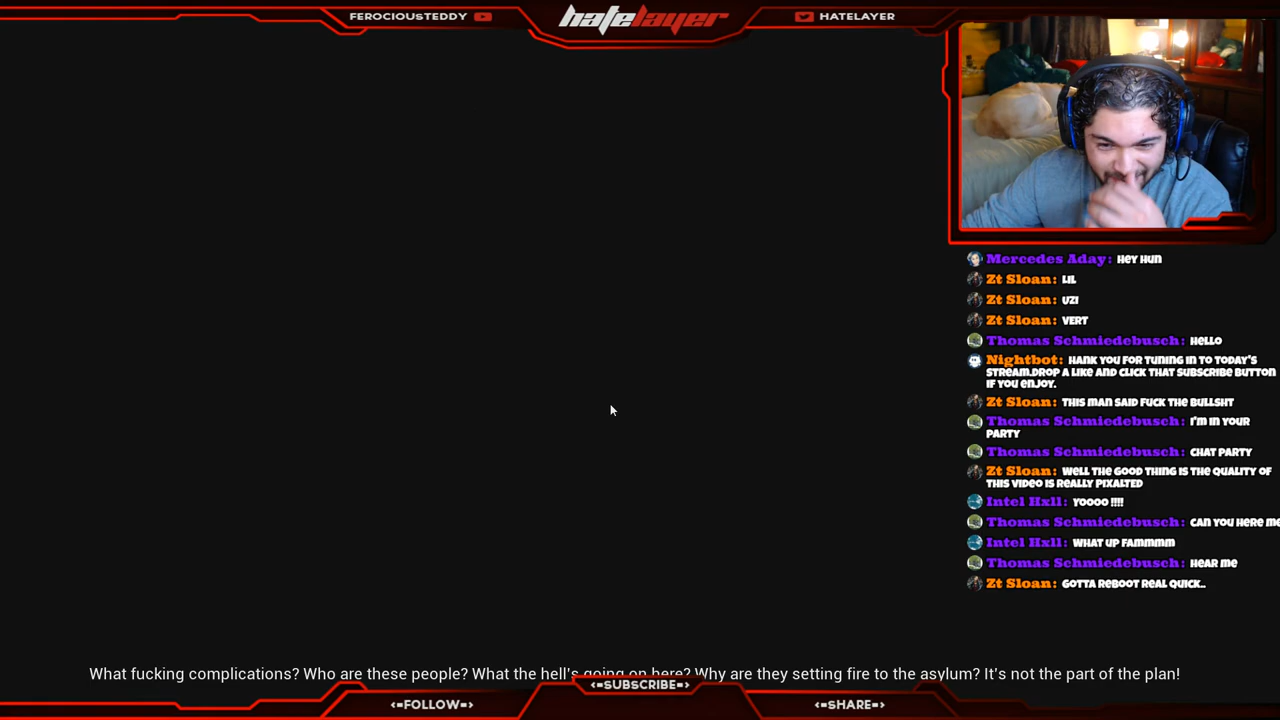 FEROCIOUSTEDDY
hatelayer
HATELAYER
Mercedes Aday: HEY HUN
Zt Sloan: LIL
Zt Sloan: UZI
Zt Sloan: VERT
Thomas Schmiedebusch: HELLO
Nightbot: HANK YOU FOR TUNING IN TO TODAY'S
STREAM.DROP A LIKE AND CLICK THAT SUBSCRIBE BUTTON
IF YOU ENJOY.
Zt Sloan: THIS MAN SAID FUCK THE BULLSHT
Thomas Schmiedebusch: I'M IN YOUR
PARTY
Thomas Schmiedebusch: CHAT PARTY
Zt Sloan: WELL THE GOOD THING IS THE QUALITY OF
THIS VIDEO IS REALLY PIXALTED
Intel Hxll: YOOOO !!!!
Thomas Schmiedebusch: CAN YOU HERE ME
Intel Hxll: WHAT UP FAMMMM
Thomas Schmiedebusch: HEAR ME
Zt Sloan: GOTTA REBOOT REAL QUICK..
What fucking complications? Who are these people? What the hell's going on here? Why are they setting fire to the asylum? It's not the part of the plan!
<=SUBSCRIBE=>
<=FOLLOW=>
<=SHARE=>